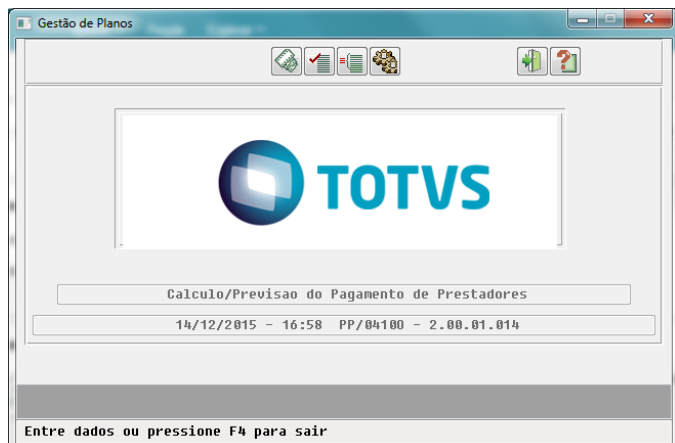 Gestão de Planos
TOTVS
Calculo/Previsao do Pagamento de Prestadores
14/12/2015 - 16:58 PP/0410O - 2.00.01.014
Entre dados ou pressione F4 para sair